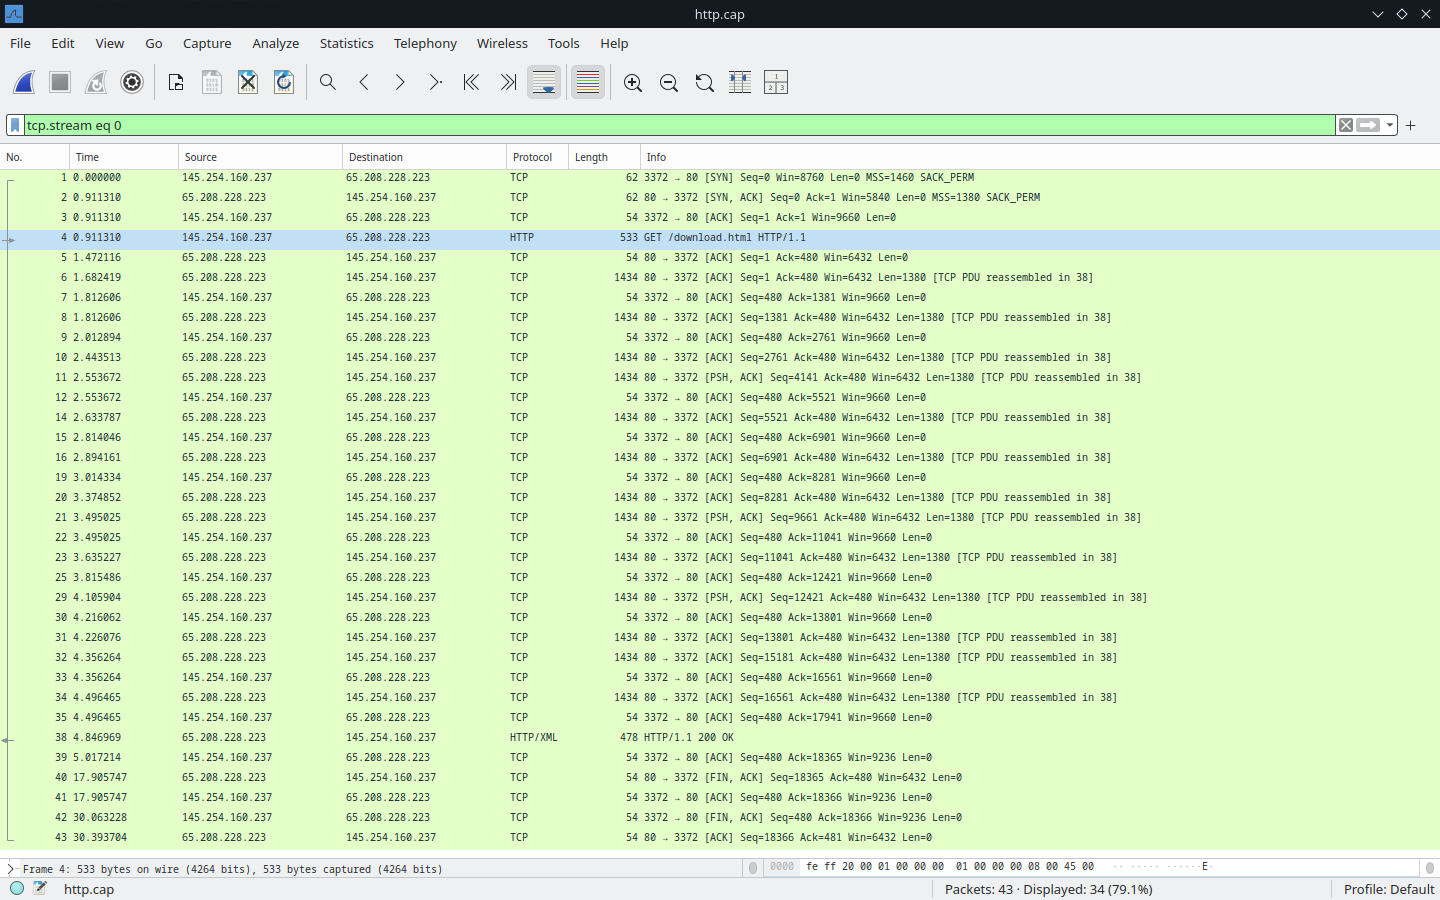 http.cap
File Edit View Go Capture Analyze Statistics Telephony Wireless Tools Help
tcp.stream eq 0
No. Time Source Destination Protocol Length Info
1 0.000000 145.254.160.237 65.208.228.223 TCP 62 3372 → 80 [SYN] Seq=0 Win=8760 Len=0 MSS=1460 SACK_PERM
2 0.911310 65.208.228.223 145.254.160.237 TCP 62 80 → 3372 [SYN, ACK] Seq=0 Ack=1 Win=5840 Len=0 MSS=1380 SACK_PERM
3 0.911310 145.254.160.237 65.208.228.223 TCP 54 3372 → 80 [ACK] Seq=1 Ack=1 Win=9660 Len=0
4 0.911310 145.254.160.237 65.208.228.223 HTTP 533 GET /download.html HTTP/1.1
5 1.472116 65.208.228.223 145.254.160.237 TCP 54 80 → 3372 [ACK] Seq=1 Ack=480 Win=6432 Len=0
6 1.682419 65.208.228.223 145.254.160.237 TCP 1434 80 → 3372 [ACK] Seq=1 Ack=480 Win=6432 Len=1380 [TCP PDU reassembled in 38]
7 1.812606 145.254.160.237 65.208.228.223 TCP 54 3372 → 80 [ACK] Seq=480 Ack=1381 Win=9660 Len=0
8 1.812606 65.208.228.223 145.254.160.237 TCP 1434 80 → 3372 [ACK] Seq=1381 Ack=480 Win=6432 Len=1380 [TCP PDU reassembled in 38]
9 2.012894 145.254.160.237 65.208.228.223 TCP 54 3372 → 80 [ACK] Seq=480 Ack=2761 Win=9660 Len=0
10 2.443513 65.208.228.223 145.254.160.237 TCP 1434 80 → 3372 [ACK] Seq=2761 Ack=480 Win=6432 Len=1380 [TCP PDU reassembled in 38]
11 2.553672 65.208.228.223 145.254.160.237 TCP 1434 80 → 3372 [PSH, ACK] Seq=4141 Ack=480 Win=6432 Len=1380 [TCP PDU reassembled in 38]
12 2.553672 145.254.160.237 65.208.228.223 TCP 54 3372 → 80 [ACK] Seq=480 Ack=5521 Win=9660 Len=0
14 2.633787 65.208.228.223 145.254.160.237 TCP 1434 80 → 3372 [ACK] Seq=5521 Ack=480 Win=6432 Len=1380 [TCP PDU reassembled in 38]
15 2.814046 145.254.160.237 65.208.228.223 TCP 54 3372 → 80 [ACK] Seq=480 Ack=6901 Win=9660 Len=0
16 2.894161 65.208.228.223 145.254.160.237 TCP 1434 80 → 3372 [ACK] Seq=6901 Ack=480 Win=6432 Len=1380 [TCP PDU reassembled in 38]
19 3.014334 145.254.160.237 65.208.228.223 TCP 54 3372 → 80 [ACK] Seq=480 Ack=8281 Win=9660 Len=0
20 3.374852 65.208.228.223 145.254.160.237 TCP 1434 80 → 3372 [ACK] Seq=8281 Ack=480 Win=6432 Len=1380 [TCP PDU reassembled in 38]
21 3.495025 65.208.228.223 145.254.160.237 TCP 1434 80 → 3372 [PSH, ACK] Seq=9661 Ack=480 Win=6432 Len=1380 [TCP PDU reassembled in 38]
22 3.495025 145.254.160.237 65.208.228.223 TCP 54 3372 → 80 [ACK] Seq=480 Ack=11041 Win=9660 Len=0
23 3.635227 65.208.228.223 145.254.160.237 TCP 1434 80 → 3372 [ACK] Seq=11041 Ack=480 Win=6432 Len=1380 [TCP PDU reassembled in 38]
25 3.815486 145.254.160.237 65.208.228.223 TCP 54 3372 → 80 [ACK] Seq=480 Ack=12421 Win=9660 Len=0
29 4.105904 65.208.228.223 145.254.160.237 TCP 1434 80 → 3372 [PSH, ACK] Seq=12421 Ack=480 Win=6432 Len=1380 [TCP PDU reassembled in 38]
30 4.216062 145.254.160.237 65.208.228.223 TCP 54 3372 → 80 [ACK] Seq=480 Ack=13801 Win=9660 Len=0
31 4.226076 65.208.228.223 145.254.160.237 TCP 1434 80 → 3372 [ACK] Seq=13801 Ack=480 Win=6432 Len=1380 [TCP PDU reassembled in 38]
32 4.356264 65.208.228.223 145.254.160.237 TCP 1434 80 → 3372 [ACK] Seq=15181 Ack=480 Win=6432 Len=1380 [TCP PDU reassembled in 38]
33 4.356264 145.254.160.237 65.208.228.223 TCP 54 3372 → 80 [ACK] Seq=480 Ack=16561 Win=9660 Len=0
34 4.496465 65.208.228.223 145.254.160.237 TCP 1434 80 → 3372 [ACK] Seq=16561 Ack=480 Win=6432 Len=1380 [TCP PDU reassembled in 38]
35 4.496465 145.254.160.237 65.208.228.223 TCP 54 3372 → 80 [ACK] Seq=480 Ack=17941 Win=9660 Len=0
38 4.846969 65.208.228.223 145.254.160.237 HTTP/XML 478 HTTP/1.1 200 OK
39 5.017214 145.254.160.237 65.208.228.223 TCP 54 3372 → 80 [ACK] Seq=480 Ack=18365 Win=9236 Len=0
40 17.905747 65.208.228.223 145.254.160.237 TCP 54 80 → 3372 [FIN, ACK] Seq=18365 Ack=480 Win=6432 Len=0
41 17.905747 145.254.160.237 65.208.228.223 TCP 54 3372 → 80 [ACK] Seq=480 Ack=18366 Win=9236 Len=0
42 30.063228 145.254.160.237 65.208.228.223 TCP 54 3372 → 80 [FIN, ACK] Seq=480 Ack=18366 Win=9236 Len=0
43 30.393704 65.208.228.223 145.254.160.237 TCP 54 80 → 3372 [ACK] Seq=18366 Ack=481 Win=6432 Len=0
Frame 4: 533 bytes on wire (4264 bits), 533 bytes captured (4264 bits) 0000 fe ff 20 00 01 00 00 00 01 00 00 00 08 00 45 00 ·· ····· ······E·
http.cap Packets: 43 · Displayed: 34 (79.1%) Profile: Default